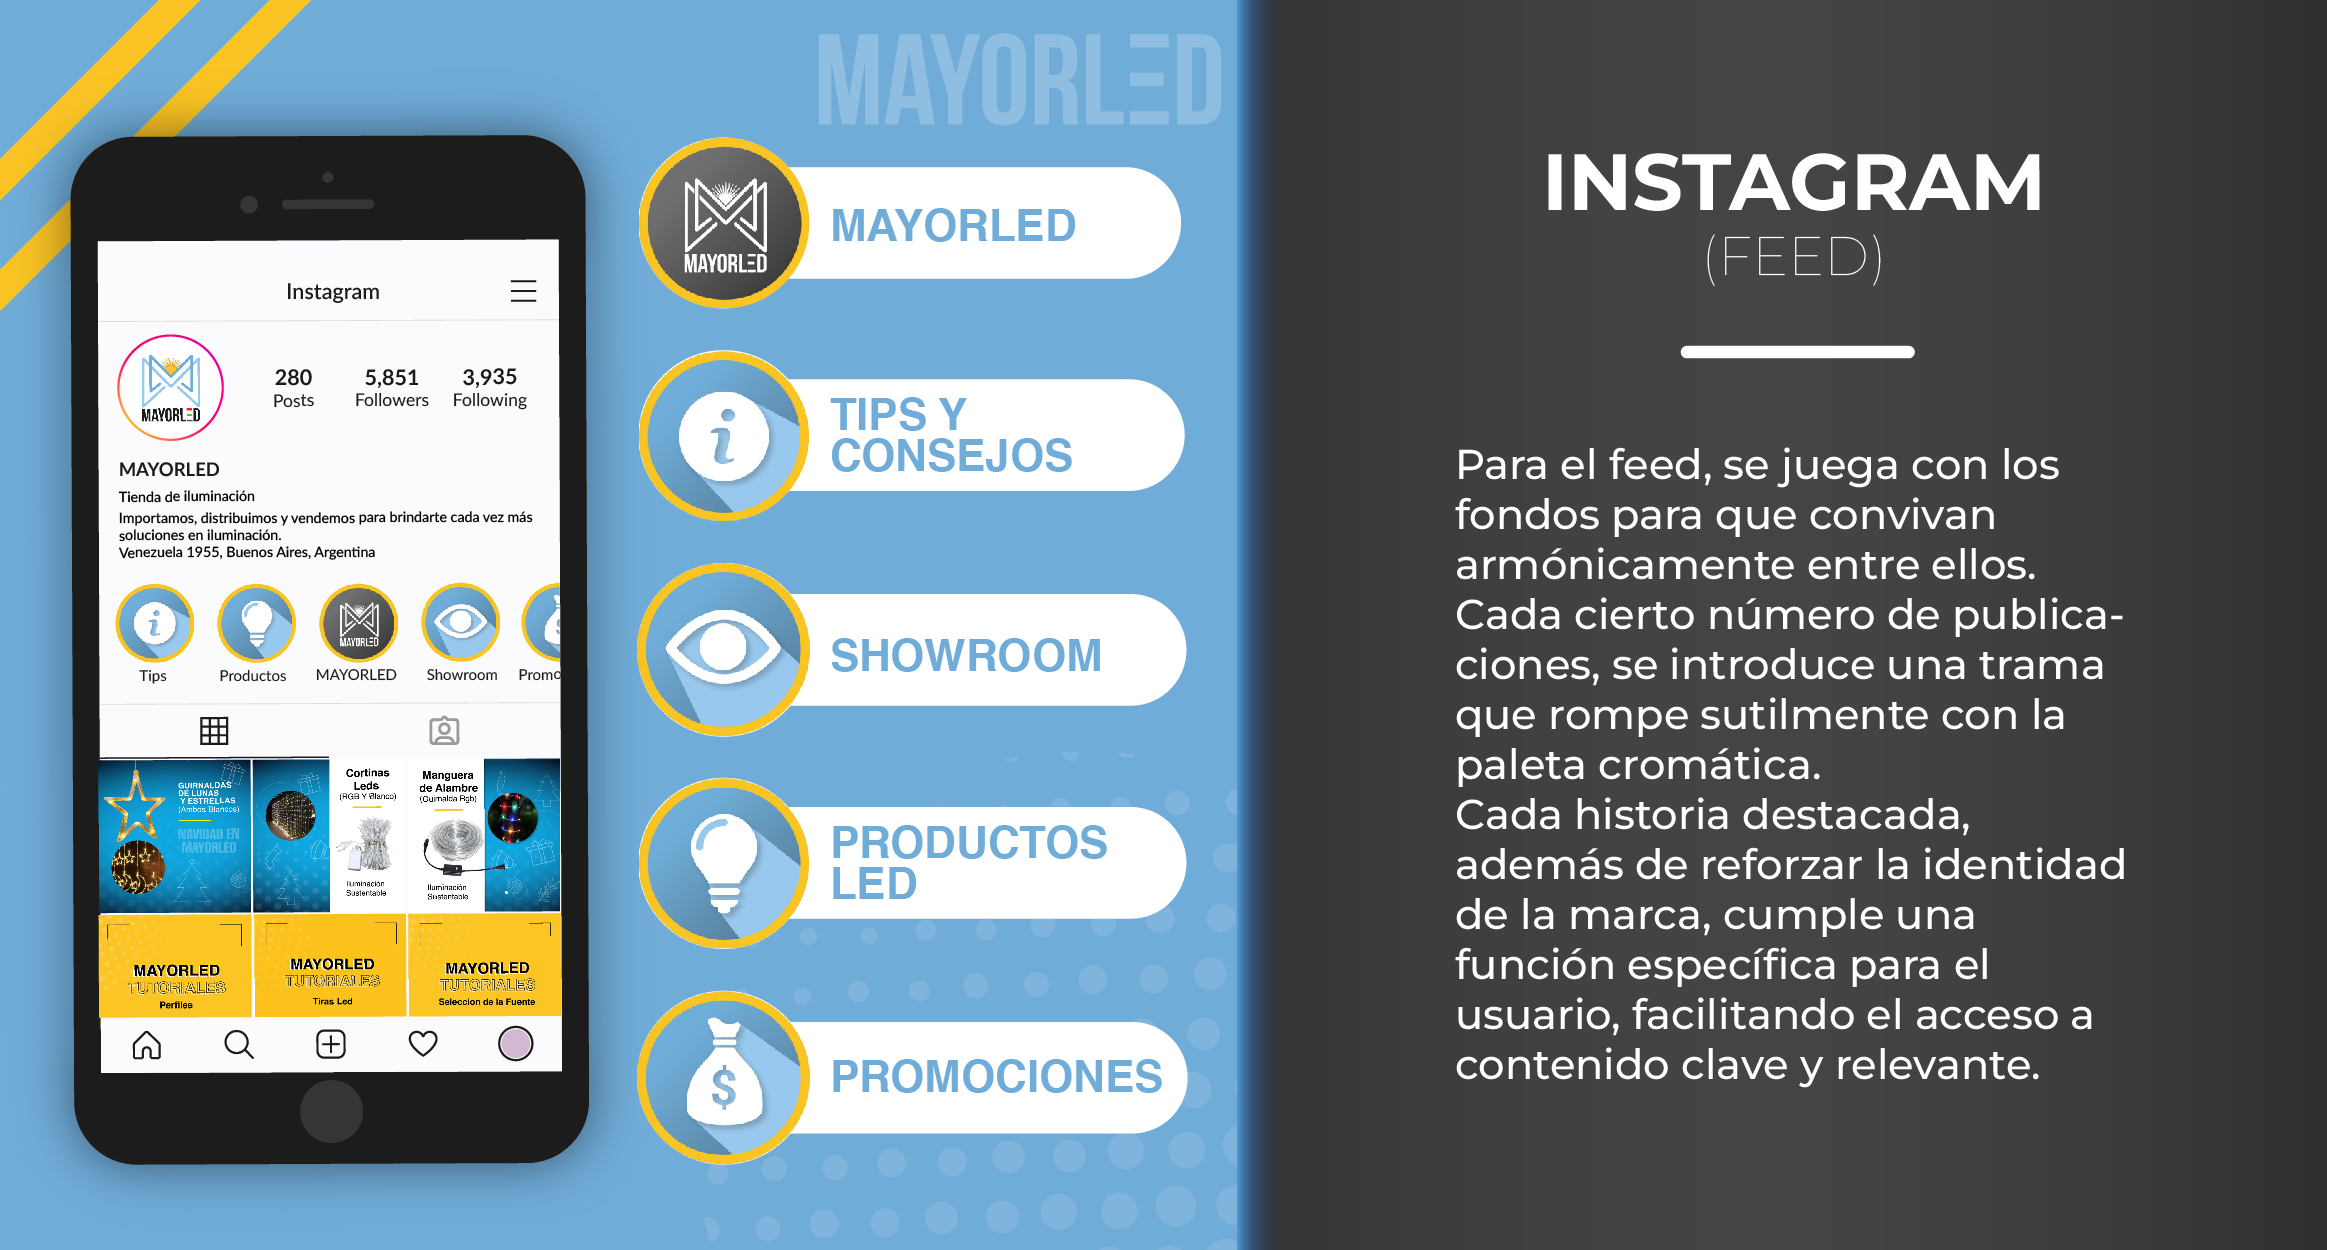 MAYORLED
Instagram
MAYORLED
280
Posts
5,851
Followers
3,935
Following
MAYORLED
Tienda de iluminación
Importamos, distribuimos y vendemos para brindarte cada vez más
soluciones en iluminación.
Venezuela 1955, Buenos Aires, Argentina
MAYORLED
Tips
Productos
MAYORLED
Showroom
Promo
GUIRNALDAS
DE LUNAS
Y ESTRELLAS
(Ambos Blancos)
NAVIDAD EN
MAYORLED
Cortinas
Leds
(RGB Y Blanco)
Iluminación
Sustentable
Manguera
de Alambre
(Guirnalda Rgb)
Iluminación
Sustentable
MAYORLED
TUTORIALES
Perfiles
MAYORLED
TUTORIALES
Tiras Led
MAYORLED
TUTORIALES
Seleccion de la Fuente
MAYORLED
MAYORLED
TIPS Y
CONSEJOS
SHOWROOM
PRODUCTOS
LED
$
PROMOCIONES
INSTAGRAM
(FEED)
Para el feed, se juega con los
fondos para que convivan
armónicamente entre ellos.
Cada cierto número de publica-
ciones, se introduce una trama
que rompe sutilmente con la
paleta cromática.
Cada historia destacada,
además de reforzar la identidad
de la marca, cumple una
función específica para el
usuario, facilitando el acceso a
contenido clave y relevante.